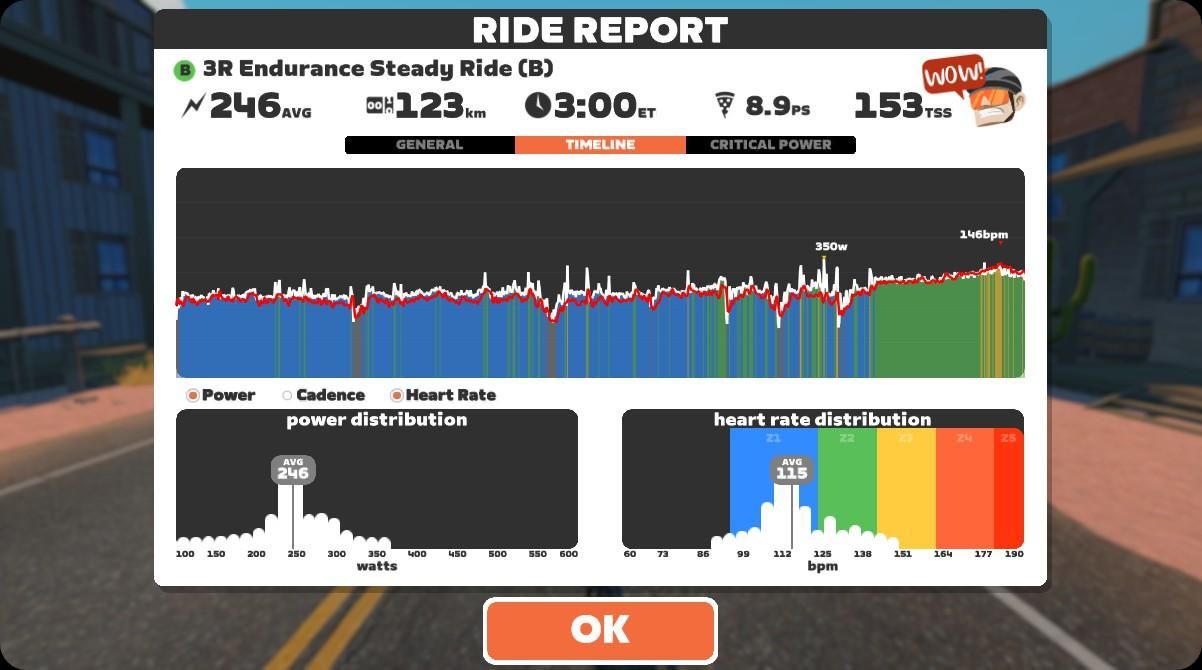 RIDE REPORT
B 3R Endurance Steady Ride (B)
WOW!
246AVG 123km 3:00ET 8.9PS 153TSS
GENERAL TIMELINE CRITICAL POWER
146bpm
350w
Power Cadence Heart Rate
power distribution
AVG
246
100 150 200 250 300 350 400 450 500 550 600
watts
heart rate distribution
Z1 Z2 Z3 Z4 Z5
AVG
115
60 73 86 99 112 125 138 151 164 177 190
bpm
OK